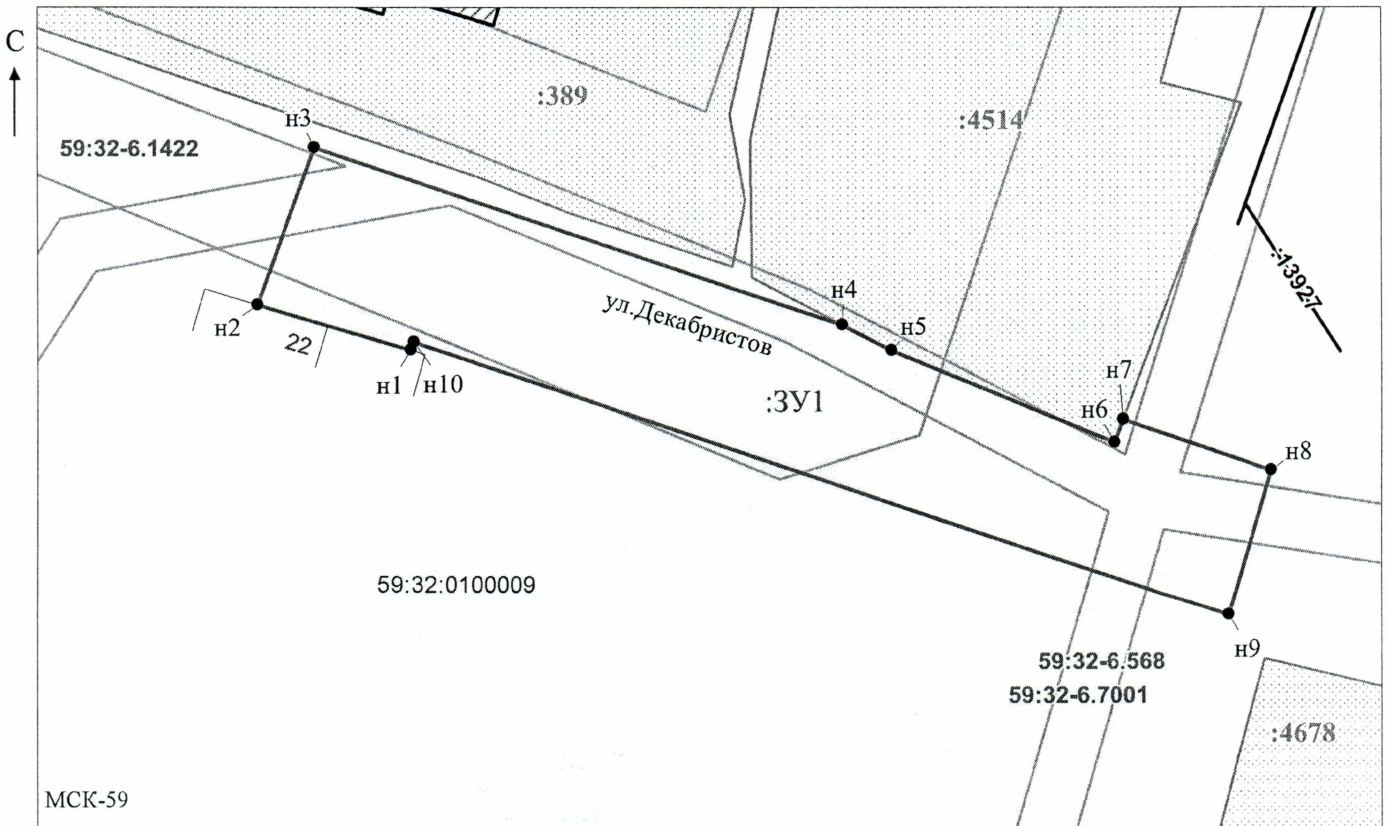 С
:389
:4514
н3
59:32-6.1422
:13927
н4
ул.Декабристов
н5
н2
22
н7
н1
н10
:ЗУ1
н6
н8
59:32:0100009
н9
59:32-6.568
59:32-6.7001
:4678
МСК-59